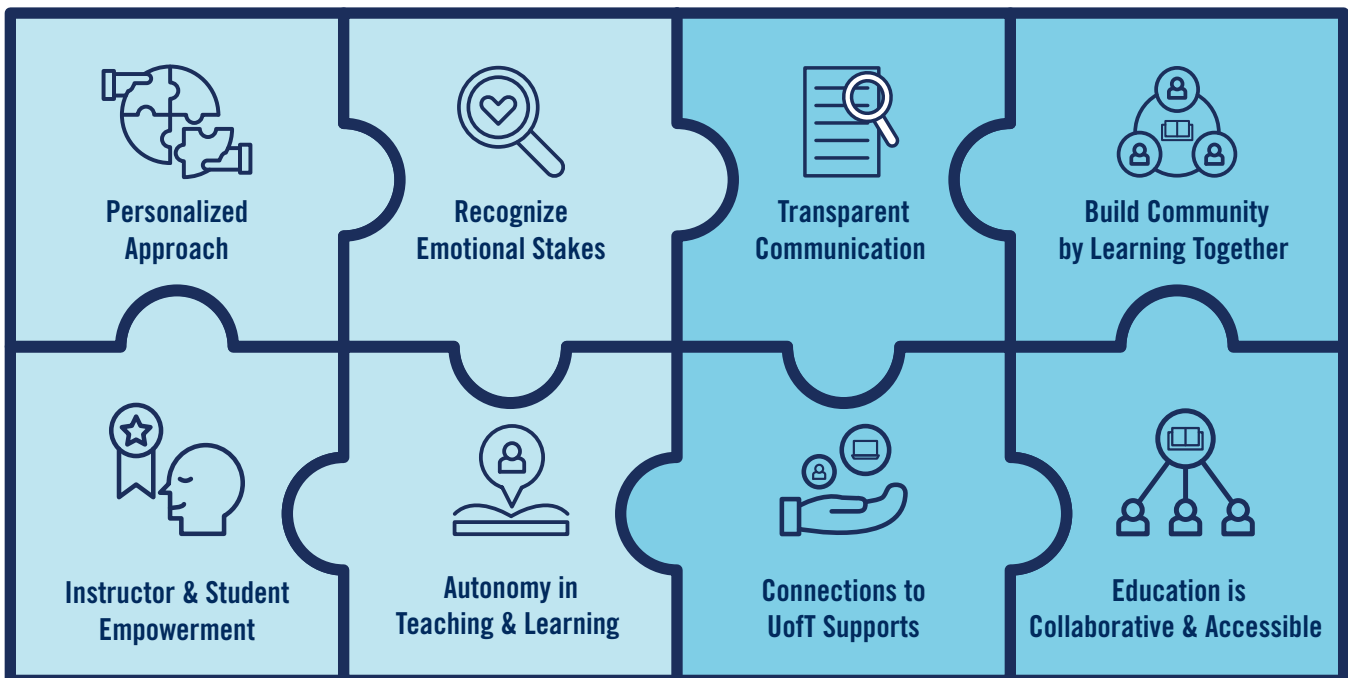 Personalized
Approach
Recognize
Emotional Stakes
Transparent
Communication
Build Community
by Learning Together
Instructor & Student
Empowerment
Autonomy in
Teaching & Learning
Connections to
UofT Supports
Education is
Collaborative & Accessible